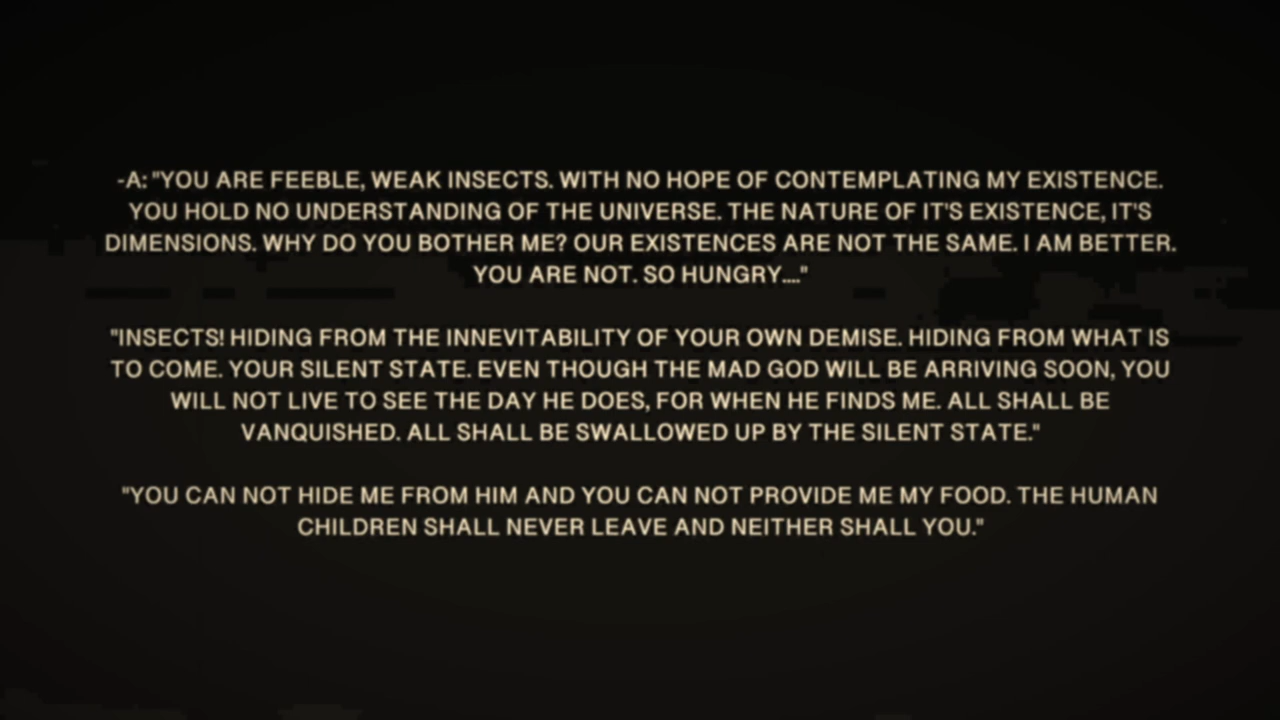 -A: "YOU ARE FEEBLE, WEAK INSECTS. WITH NO HOPE OF CONTEMPLATING MY EXISTENCE.
YOU HOLD NO UNDERSTANDING OF THE UNIVERSE. THE NATURE OF IT'S EXISTENCE, IT'S
DIMENSIONS. WHY DO YOU BOTHER ME? OUR EXISTENCES ARE NOT THE SAME. I AM BETTER.
YOU ARE NOT. SO HUNGRY...."
"INSECTS! HIDING FROM THE INNEVITABILITY OF YOUR OWN DEMISE. HIDING FROM WHAT IS
TO COME. YOUR SILENT STATE. EVEN THOUGH THE MAD GOD WILL BE ARRIVING SOON, YOU
WILL NOT LIVE TO SEE THE DAY HE DOES, FOR WHEN HE FINDS ME. ALL SHALL BE
VANQUISHED. ALL SHALL BE SWALLOWED UP BY THE SILENT STATE."
"YOU CAN NOT HIDE ME FROM HIM AND YOU CAN NOT PROVIDE ME MY FOOD. THE HUMAN
CHILDREN SHALL NEVER LEAVE AND NEITHER SHALL YOU."